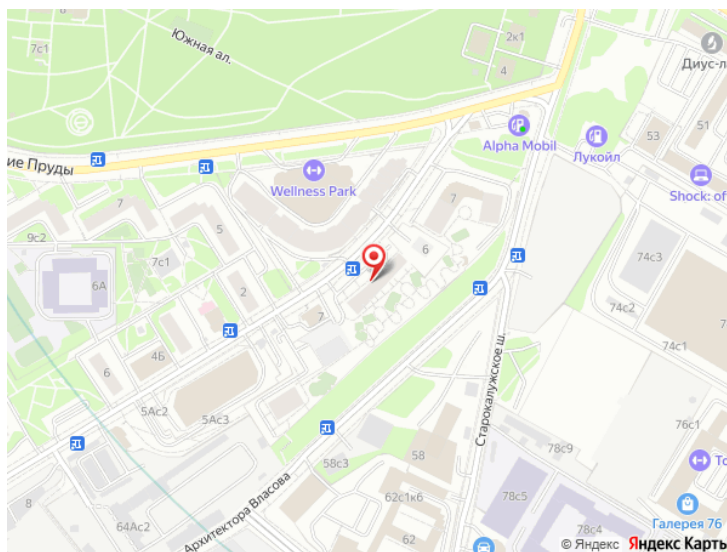 7с1
Южная ал.
2к1
4
Диус-л
Alpha Mobil
Лукойл
51
53
ие Пруды
Wellness Park
7
Shock: of
7
5
9с2
6
74с3
7с1
6А
2
74с2
7
74с1
4Б
6
5Ас2
5Ас3
Старокалужское ш.
76с1
58
78с9
58с3
То
Архитектора Власова
62с1к6
78с5
8
64Ас2
62
78с4
Галерея 76
© Яндекс Яндекс Карты